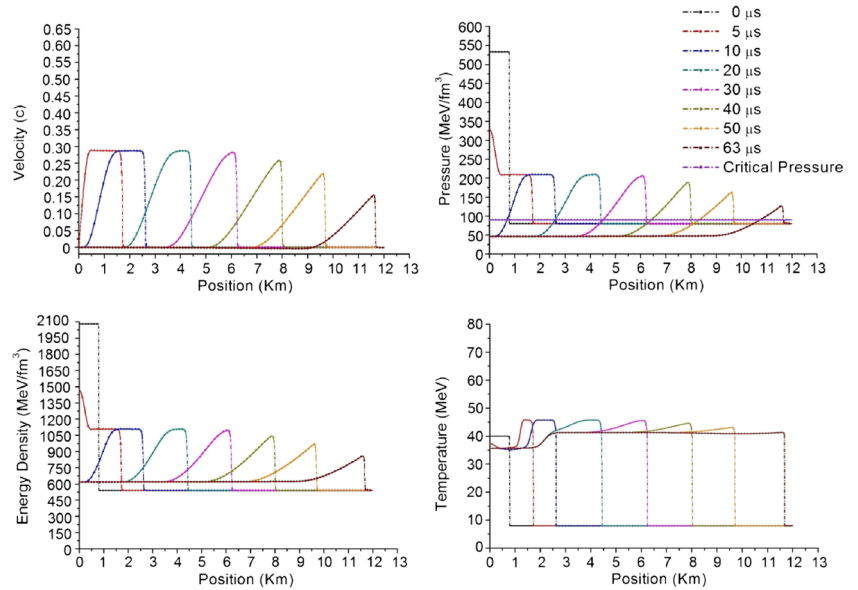 0.65
0.60
0.55
0.50
0.45
0.40
0.35
0.30
0.25
0.20
0.15
0.10
0.05
0
Velocity (c)
0 1 2 3 4 5 6 7 8 9 10 11 12 13
Position (Km)
600
550
500
450
400
350
300
250
200
150
100
50
0
Pressure (MeV/fm³)
0 1 2 3 4 5 6 7 8 9 10 11 12 13
Position (Km)
0 μs
5 μs
10 μs
20 μs
30 μs
40 μs
50 μs
63 μs
Critical Pressure
2100
1950
1800
1650
1500
1350
1200
1050
900
750
600
450
300
150
0
Energy Density (MeV/fm³)
0 1 2 3 4 5 6 7 8 9 10 11 12 13
Position (Km)
80
70
60
50
40
30
20
10
0
Temperature (MeV)
0 1 2 3 4 5 6 7 8 9 10 11 12 13
Position (Km)